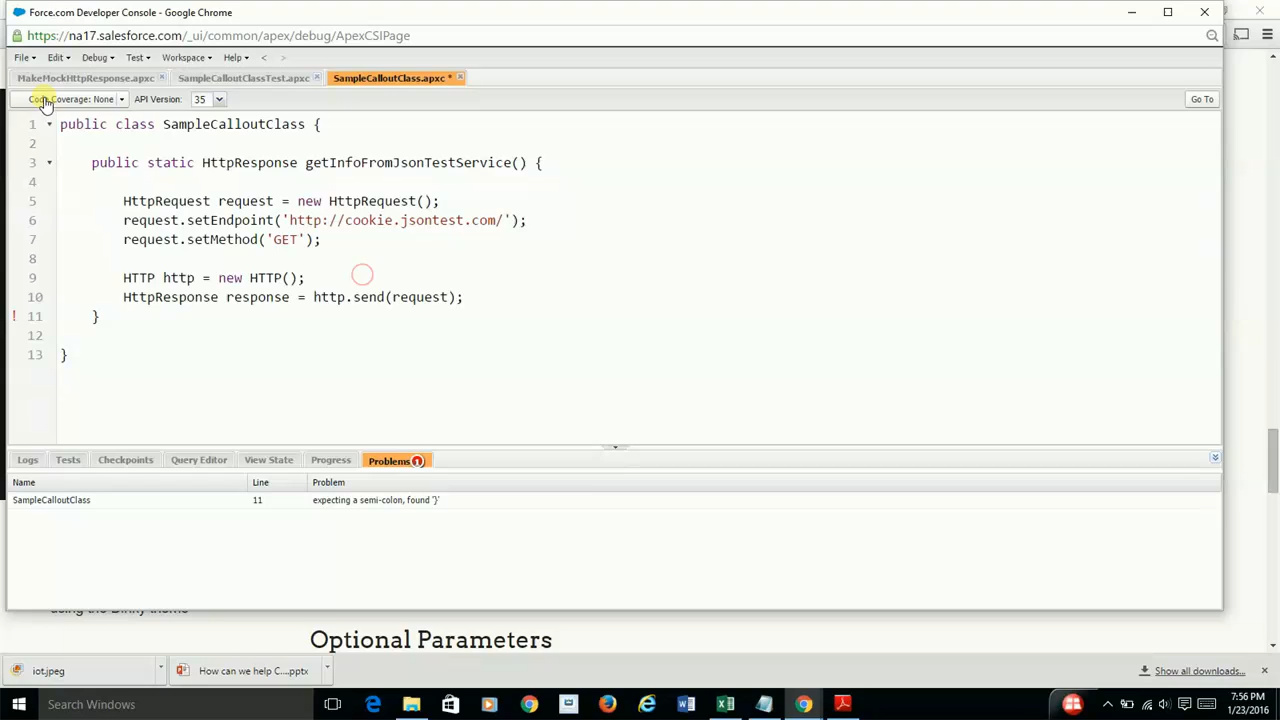 Force.com Developer Console - Google Chrome
https://na17.salesforce.com/_ui/common/apex/debug/ApexCSIPage
File Edit Debug Test Workspace Help < >
MakeMockHttpResponse.apxc SampleCalloutClassTest.apxc SampleCalloutClass.apxc *
Code Coverage: None API Version: 35 Go To
1 public class SampleCalloutClass {
2
3 public static HttpResponse getInfoFromJsonTestService() {
4
5 HttpRequest request = new HttpRequest();
6 request.setEndpoint('http://cookie.jsontest.com/');
7 request.setMethod('GET');
8
9 HTTP http = new HTTP();
10 HttpResponse response = http.send(request);
! 11 }
12
13 }
Logs Tests Checkpoints Query Editor View State Progress Problems 1
Name Line Problem
SampleCalloutClass 11 expecting a semi-colon, found '}'
Optional Parameters
iot.jpeg How can we help C....pptx Show all downloads...
Search Windows 7:56 PM
1/23/2016